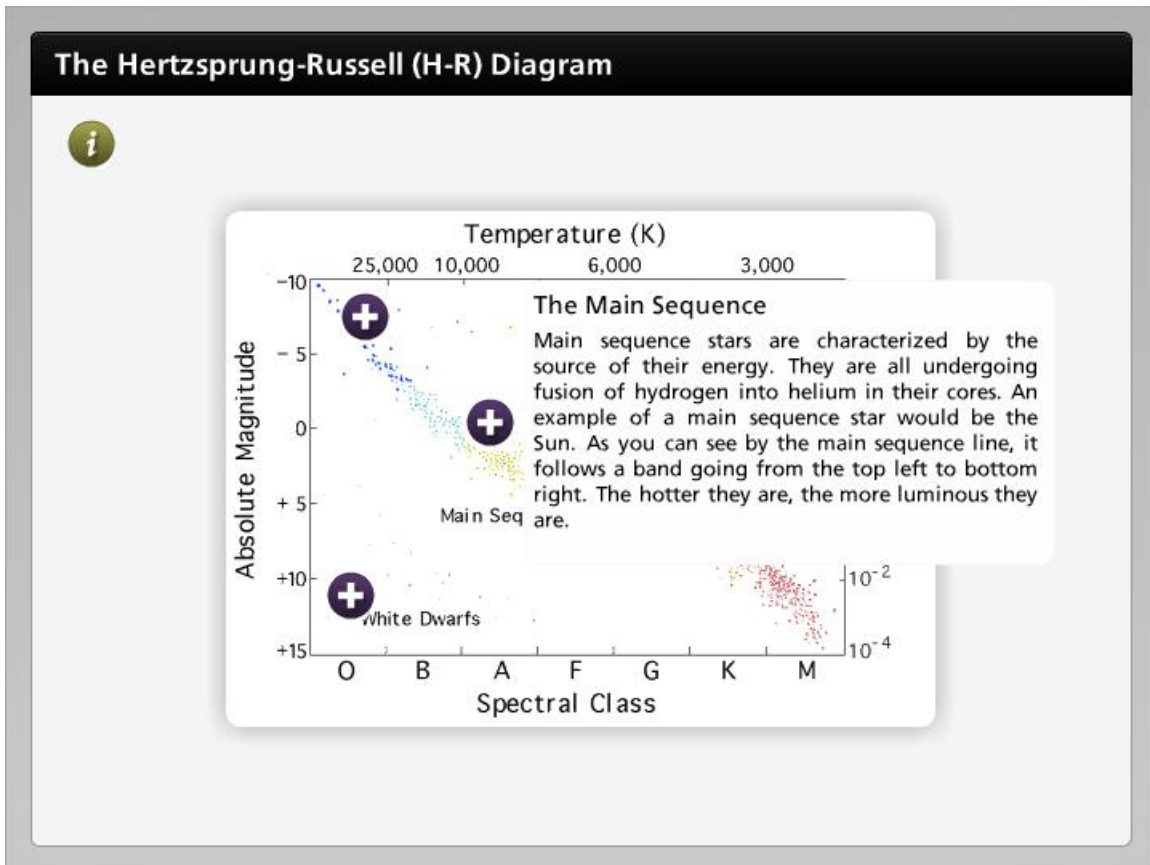 The Hertzsprung-Russell (H-R) Diagram
i
Temperature (K)
25,000 10,000 6,000 3,000
Absolute Magnitude
−10
− 5
0
+ 5
+10
+15
The Main Sequence
Main sequence stars are characterized by the
source of their energy. They are all undergoing
fusion of hydrogen into helium in their cores. An
example of a main sequence star would be the
Sun. As you can see by the main sequence line, it
follows a band going from the top left to bottom
right. The hotter they are, the more luminous they
are.
Main Seq
White Dwarfs
10⁻²
10⁻⁴
O B A F G K M
Spectral Class